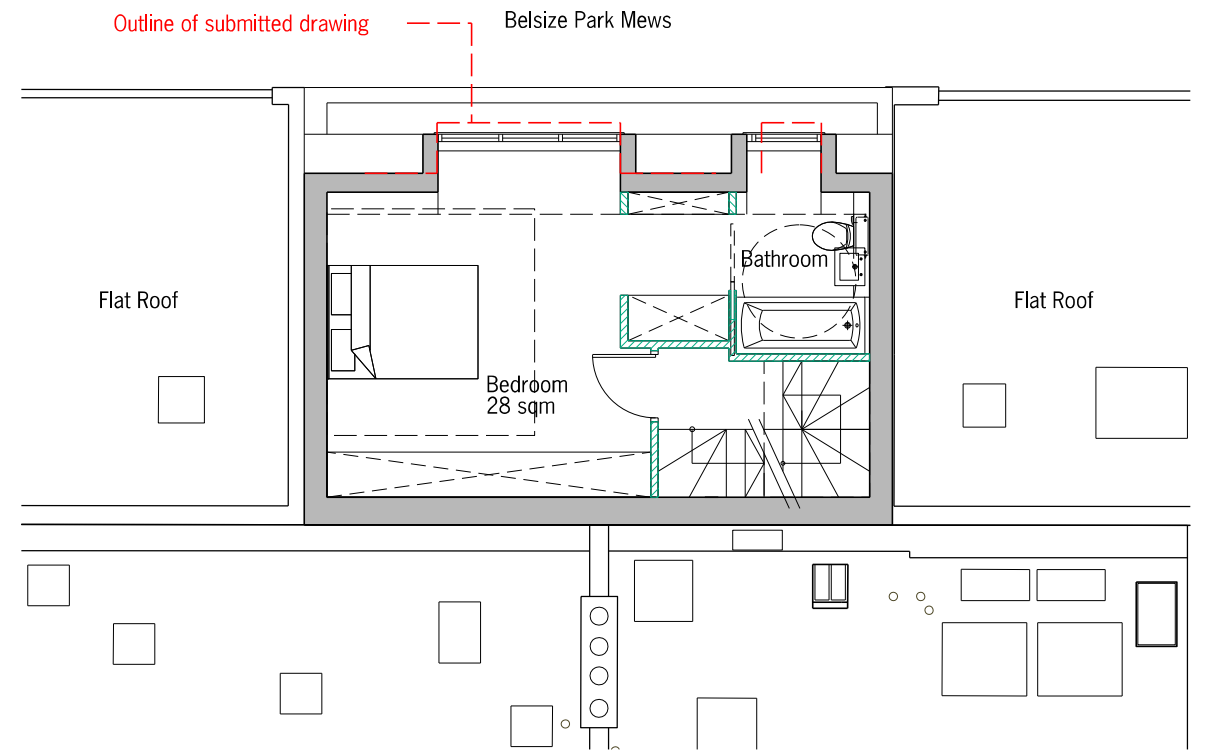 Outline of submitted drawing
Belsize Park Mews
Bathroom
Flat Roof
Flat Roof
Bedroom
28 sqm